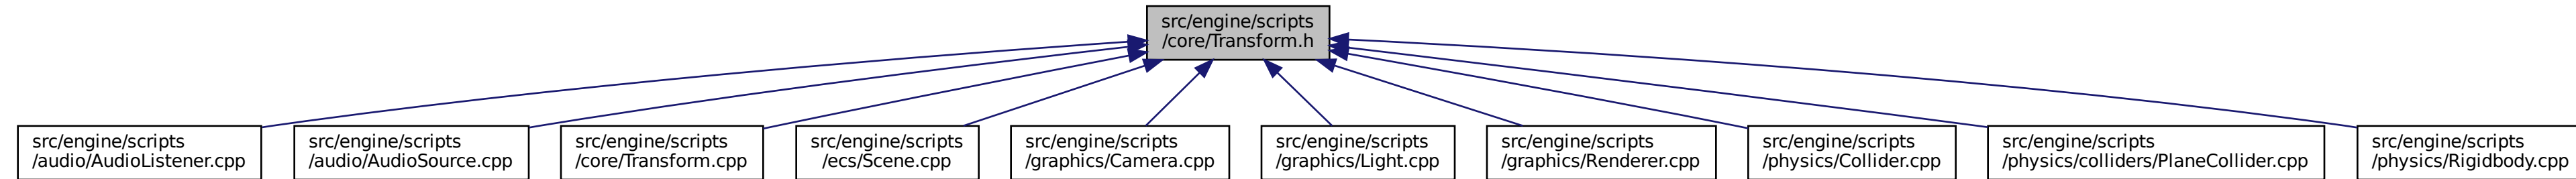 src/engine/scripts
/core/Transform.h
src/engine/scripts
/audio/AudioListener.cpp
src/engine/scripts
/audio/AudioSource.cpp
src/engine/scripts
/core/Transform.cpp
src/engine/scripts
/ecs/Scene.cpp
src/engine/scripts
/graphics/Camera.cpp
src/engine/scripts
/graphics/Light.cpp
src/engine/scripts
/graphics/Renderer.cpp
src/engine/scripts
/physics/Collider.cpp
src/engine/scripts
/physics/colliders/PlaneCollider.cpp
src/engine/scripts
/physics/Rigidbody.cpp